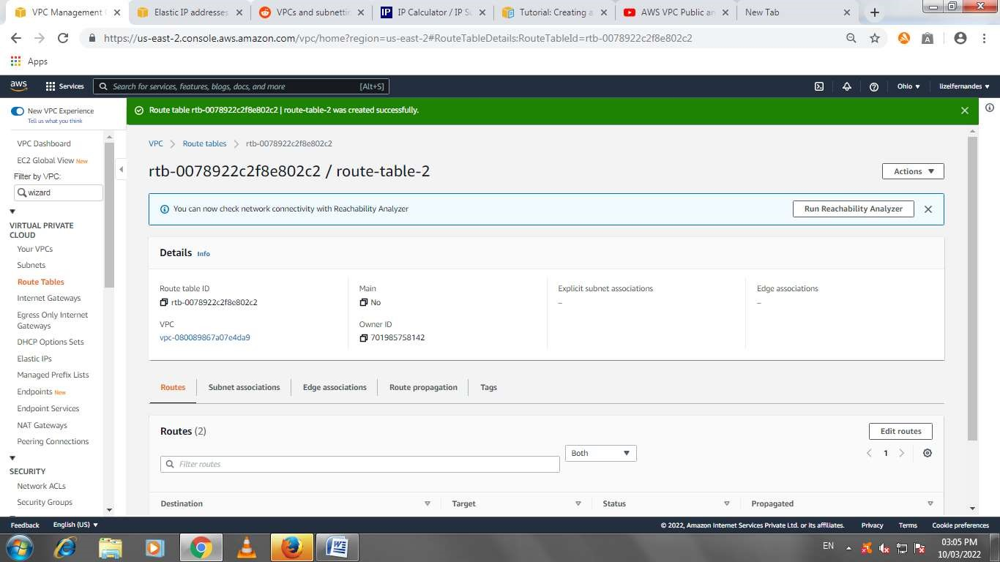 VPC Management C
Elastic IP addresses
VPCs and subnettin
IP Calculator / IP Su
Tutorial: Creating a
AWS VPC Public an
New Tab
https://us-east-2.console.aws.amazon.com/vpc/home?region=us-east-2#RouteTableDetails:RouteTableId=rtb-0078922c2f8e802c2
Apps
aws
Services
Search for services, features, blogs, docs, and more
[Alt+S]
Ohio
lizelfernandes
New VPC Experience
Tell us what you think
VPC Dashboard
EC2 Global View New
Filter by VPC:
wizard
VIRTUAL PRIVATE
CLOUD
Your VPCs
Subnets
Route Tables
Internet Gateways
Egress Only Internet
Gateways
DHCP Options Sets
Elastic IPs
Managed Prefix Lists
Endpoints New
Endpoint Services
NAT Gateways
Peering Connections
SECURITY
Network ACLs
Security Groups
Route table rtb-0078922c2f8e802c2 | route-table-2 was created successfully.
VPC
Route tables
rtb-0078922c2f8e802c2
rtb-0078922c2f8e802c2 / route-table-2
Actions
You can now check network connectivity with Reachability Analyzer
Run Reachability Analyzer
Details Info
Route table ID
rtb-0078922c2f8e802c2
Main
No
Explicit subnet associations
–
Edge associations
–
VPC
vpc-080089867a07e4da9
Owner ID
701985758142
Routes
Subnet associations
Edge associations
Route propagation
Tags
Routes (2)
Edit routes
Filter routes
Both
1
Destination
Target
Status
Propagated
Feedback
English (US)
© 2022, Amazon Internet Services Private Ltd. or its affiliates.
Privacy
Terms
Cookie preferences
EN
03:05 PM
10/03/2022